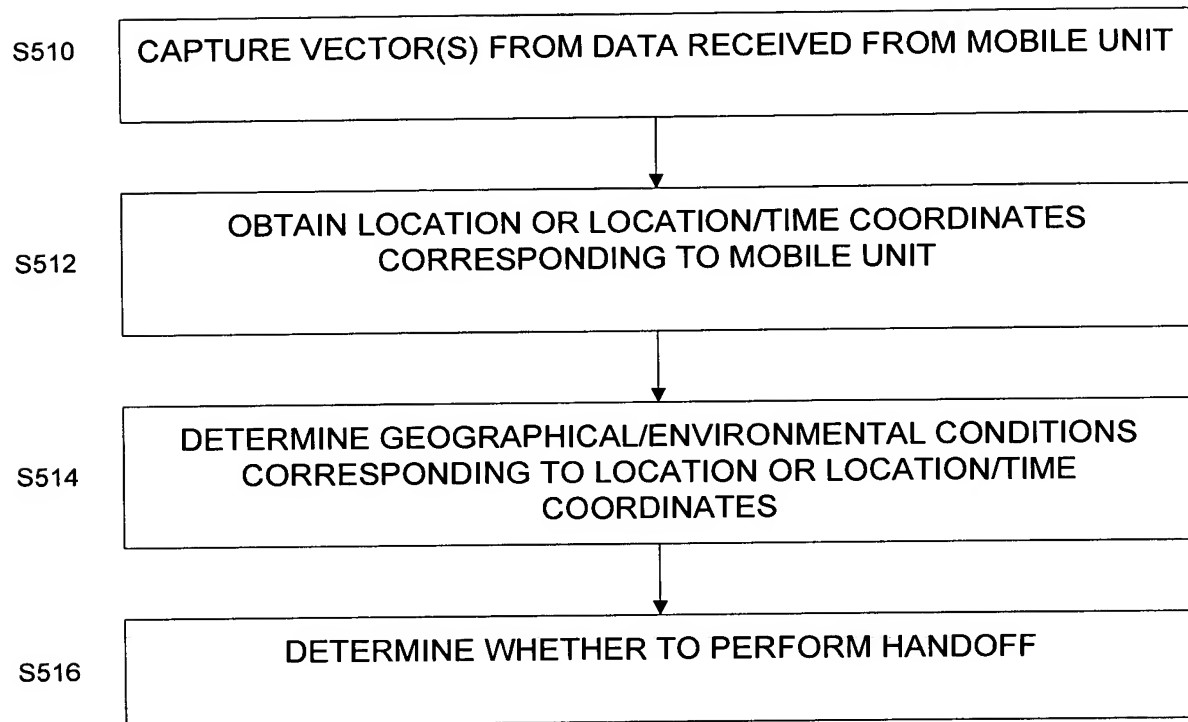 S510
CAPTURE VECTOR(S) FROM DATA RECEIVED FROM MOBILE UNIT
S512
OBTAIN LOCATION OR LOCATION/TIME COORDINATES
CORRESPONDING TO MOBILE UNIT
S514
DETERMINE GEOGRAPHICAL/ENVIRONMENTAL CONDITIONS
CORRESPONDING TO LOCATION OR LOCATION/TIME
COORDINATES
S516
DETERMINE WHETHER TO PERFORM HANDOFF